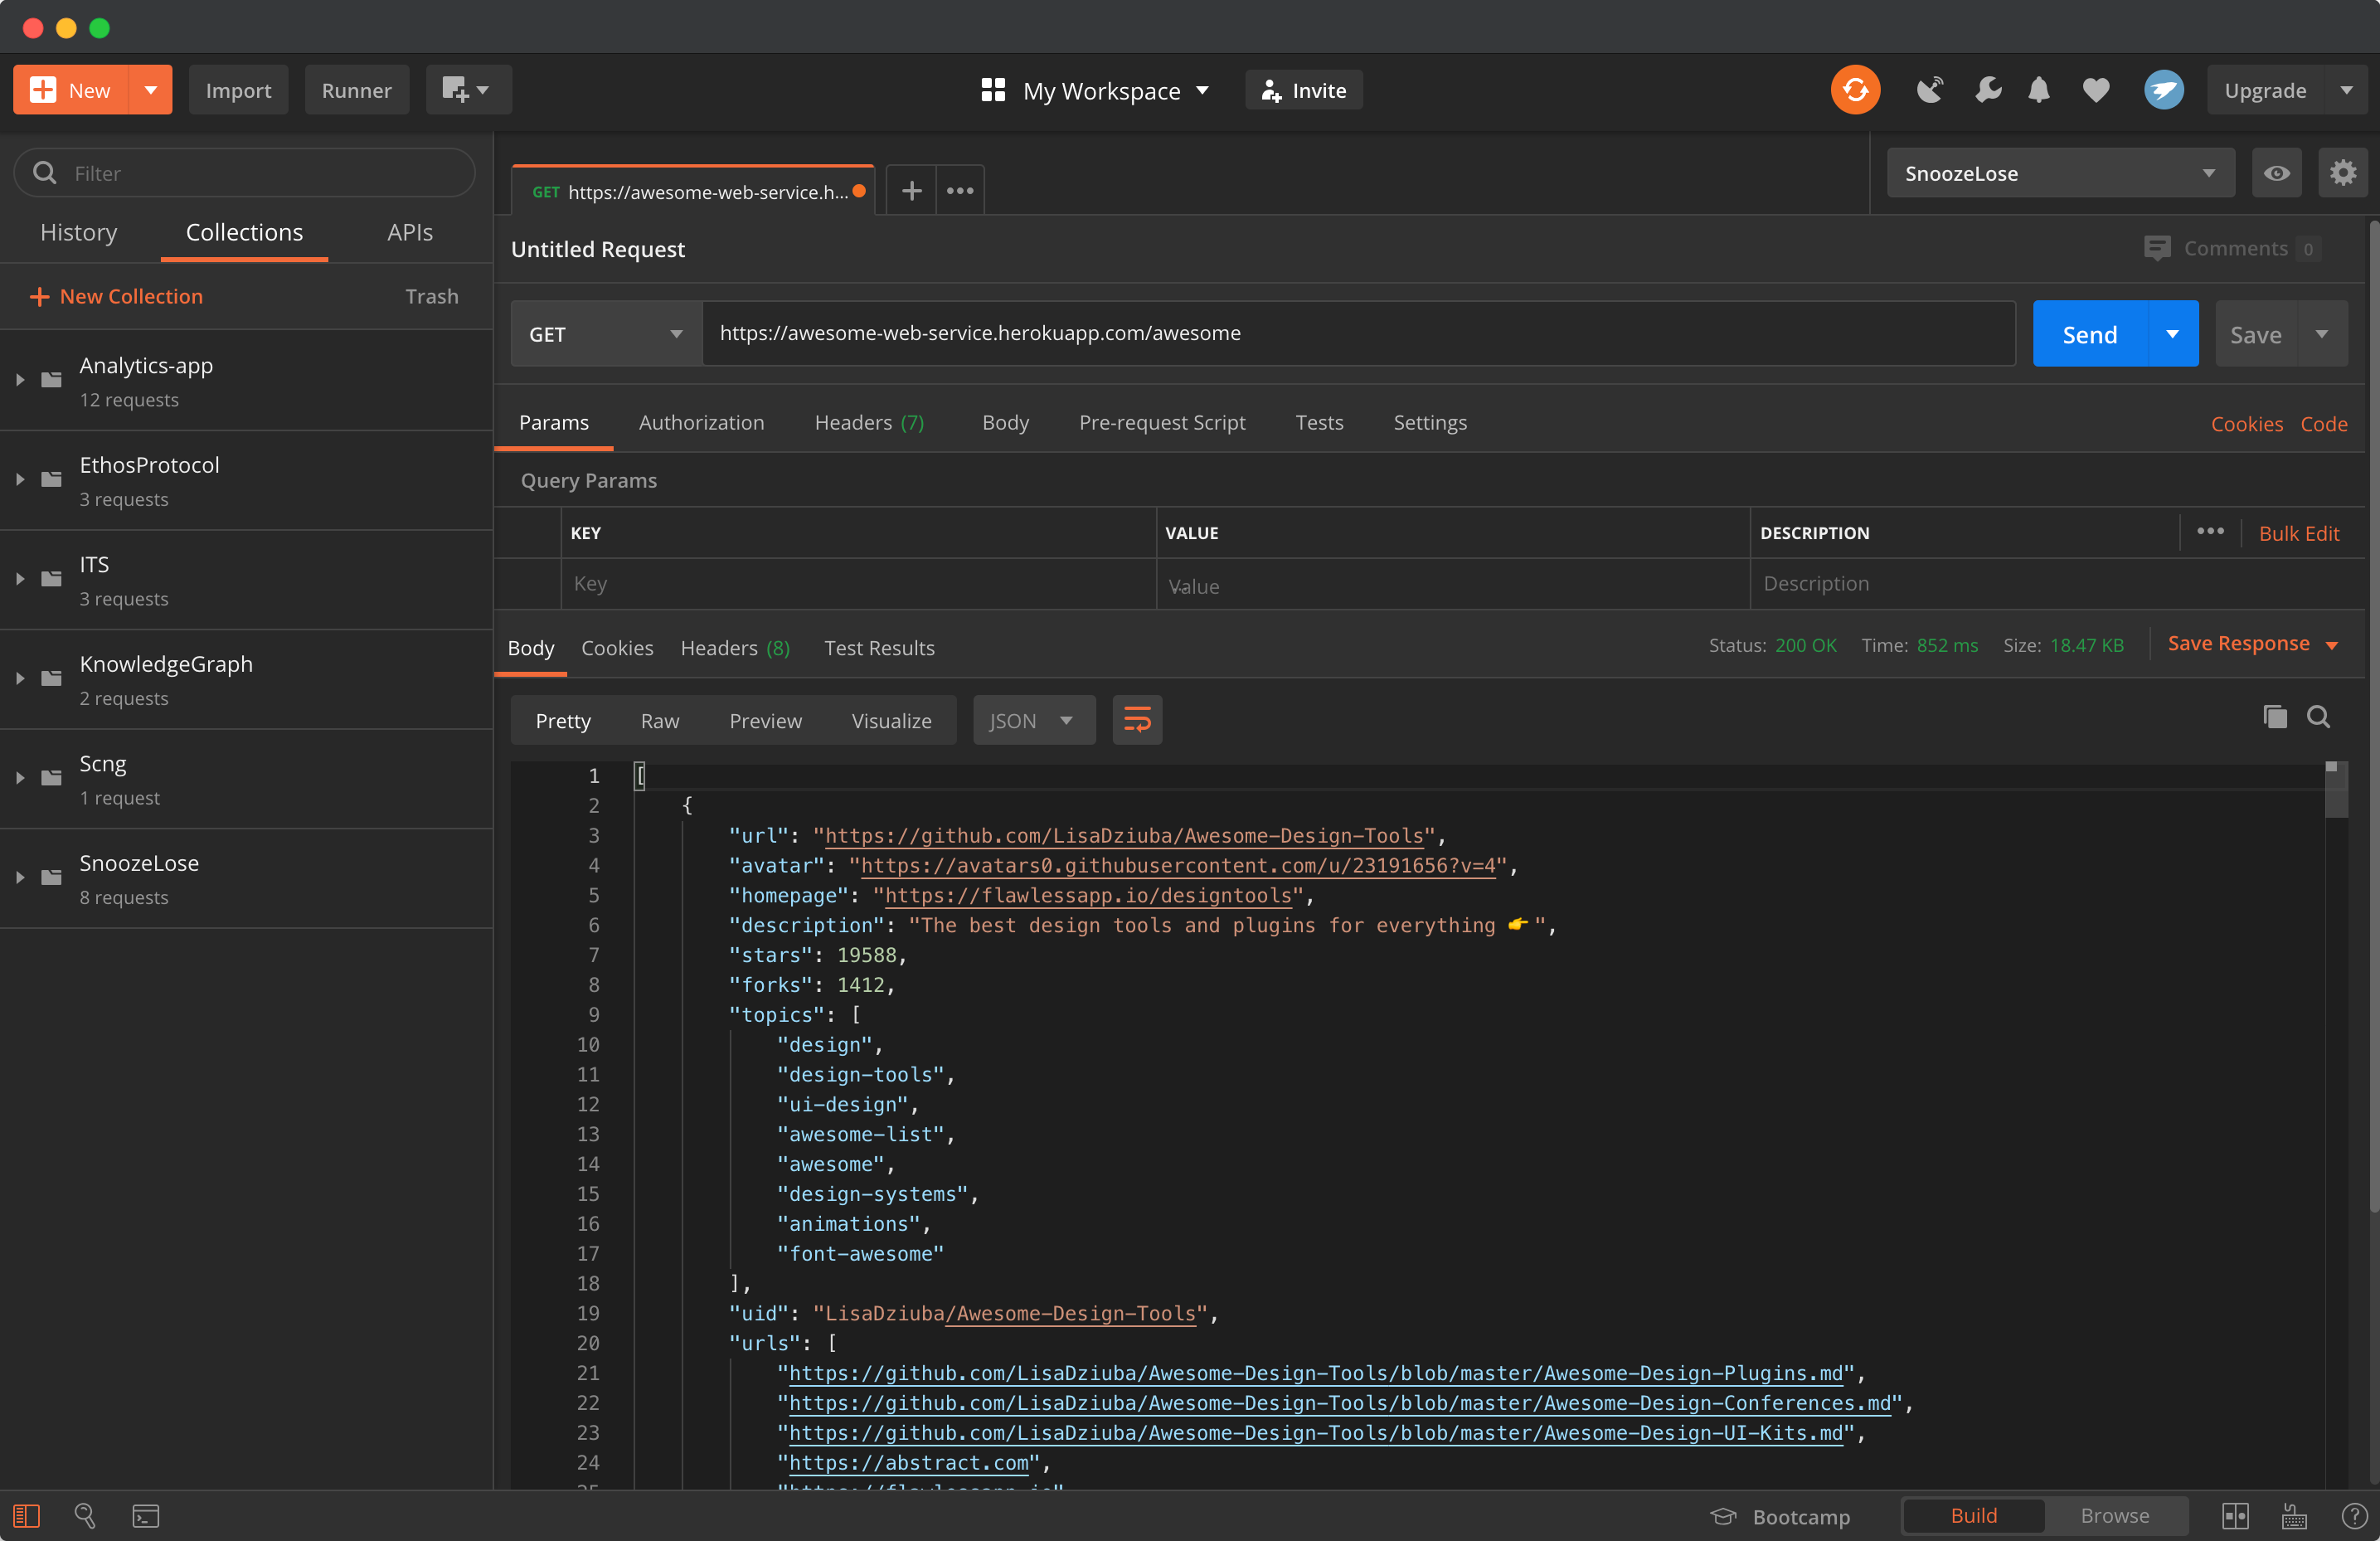 New Import Runner My Workspace Invite Upgrade
Filter
History Collections APIs
+ New Collection Trash
Analytics-app
12 requests
EthosProtocol
3 requests
ITS
3 requests
KnowledgeGraph
2 requests
Scng
1 request
SnoozeLose
8 requests
GET https://awesome-web-service.h... + ••• SnoozeLose
Untitled Request Comments 0
GET https://awesome-web-service.herokuapp.com/awesome Send Save
Params Authorization Headers (7) Body Pre-request Script Tests Settings Cookies Code
Query Params
KEY VALUE DESCRIPTION ••• Bulk Edit
Key Value Description
Body Cookies Headers (8) Test Results Status: 200 OK Time: 852 ms Size: 18.47 KB Save Response
Pretty Raw Preview Visualize JSON
1 [
2 {
3 "url": "https://github.com/LisaDziuba/Awesome-Design-Tools",
4 "avatar": "https://avatars0.githubusercontent.com/u/23191656?v=4",
5 "homepage": "https://flawlessapp.io/designtools",
6 "description": "The best design tools and plugins for everything 👉",
7 "stars": 19588,
8 "forks": 1412,
9 "topics": [
10 "design",
11 "design-tools",
12 "ui-design",
13 "awesome-list",
14 "awesome",
15 "design-systems",
16 "animations",
17 "font-awesome"
18 ],
19 "uid": "LisaDziuba/Awesome-Design-Tools",
20 "urls": [
21 "https://github.com/LisaDziuba/Awesome-Design-Tools/blob/master/Awesome-Design-Plugins.md",
22 "https://github.com/LisaDziuba/Awesome-Design-Tools/blob/master/Awesome-Design-Conferences.md",
23 "https://github.com/LisaDziuba/Awesome-Design-Tools/blob/master/Awesome-Design-UI-Kits.md",
24 "https://abstract.com",
25 "https://flawlessapp.io"
Bootcamp Build Browse